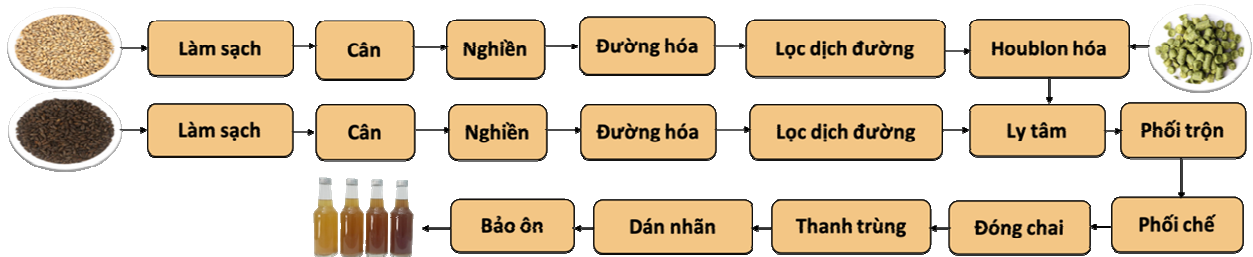 Làm sạch
Cân
Nghiền
Đường hóa
Lọc dịch đường
Houblon hóa
Làm sạch
Cân
Nghiền
Đường hóa
Lọc dịch đường
Ly tâm
Phối trộn
Bảo ôn
Dán nhãn
Thanh trùng
Đóng chai
Phối chế